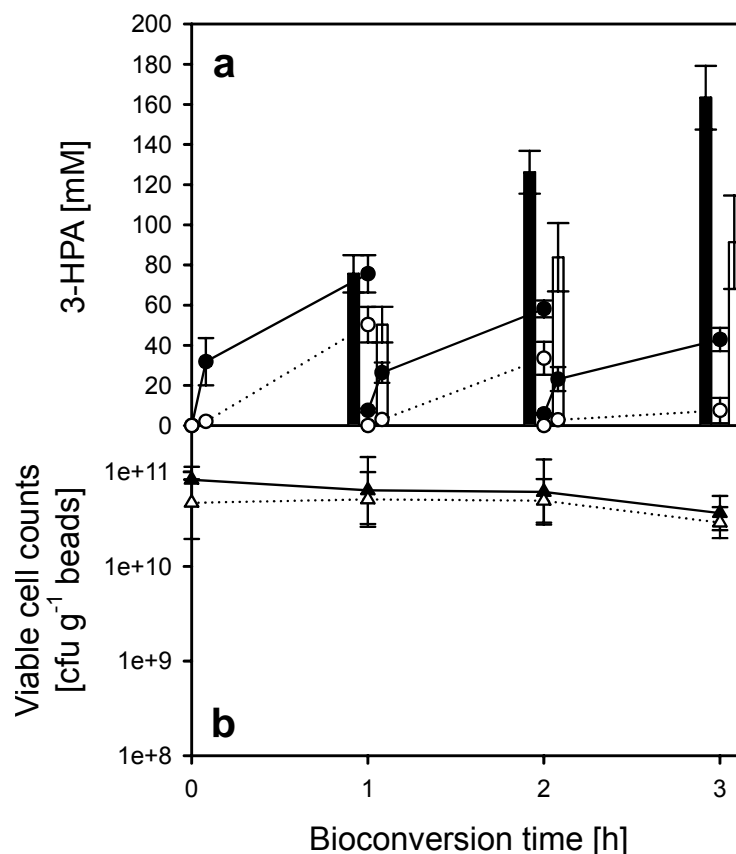 200
180
160
140
120
100
80
60
40
20
0
3-HPA [mM]
a
1e+11
1e+10
1e+9
1e+8
Viable cell counts
[cfu g⁻¹ beads)
b
0 1 2 3
Bioconversion time [h]